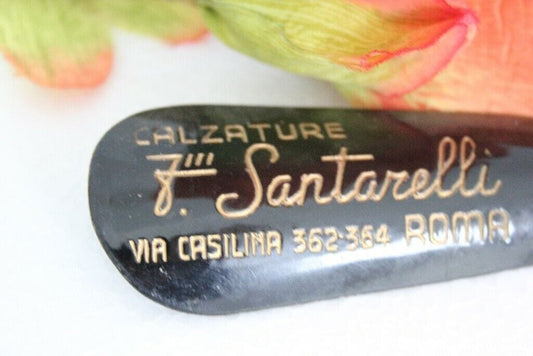 CALZATURE
F.lli Santarelli
VIA CASILINA 362-364 ROMA